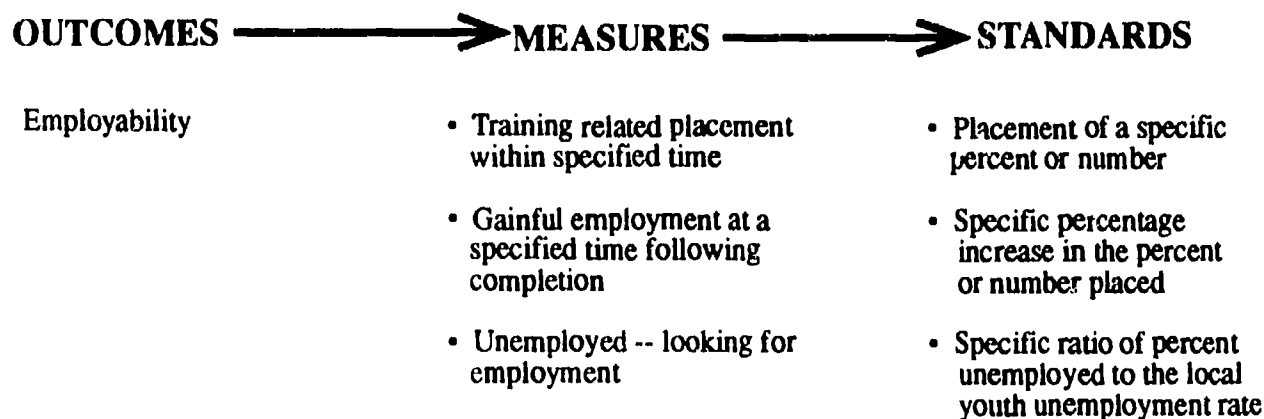 OUTCOMES MEASURES STANDARDS
Employability
• Training related placement
within specified time
• Gainful employment at a
specified time following
completion
• Unemployed -- looking for
employment
• Placement of a specific
percent or number
• Specific percentage
increase in the percent
or number placed
• Specific ratio of percent
unemployed to the local
youth unemployment rate